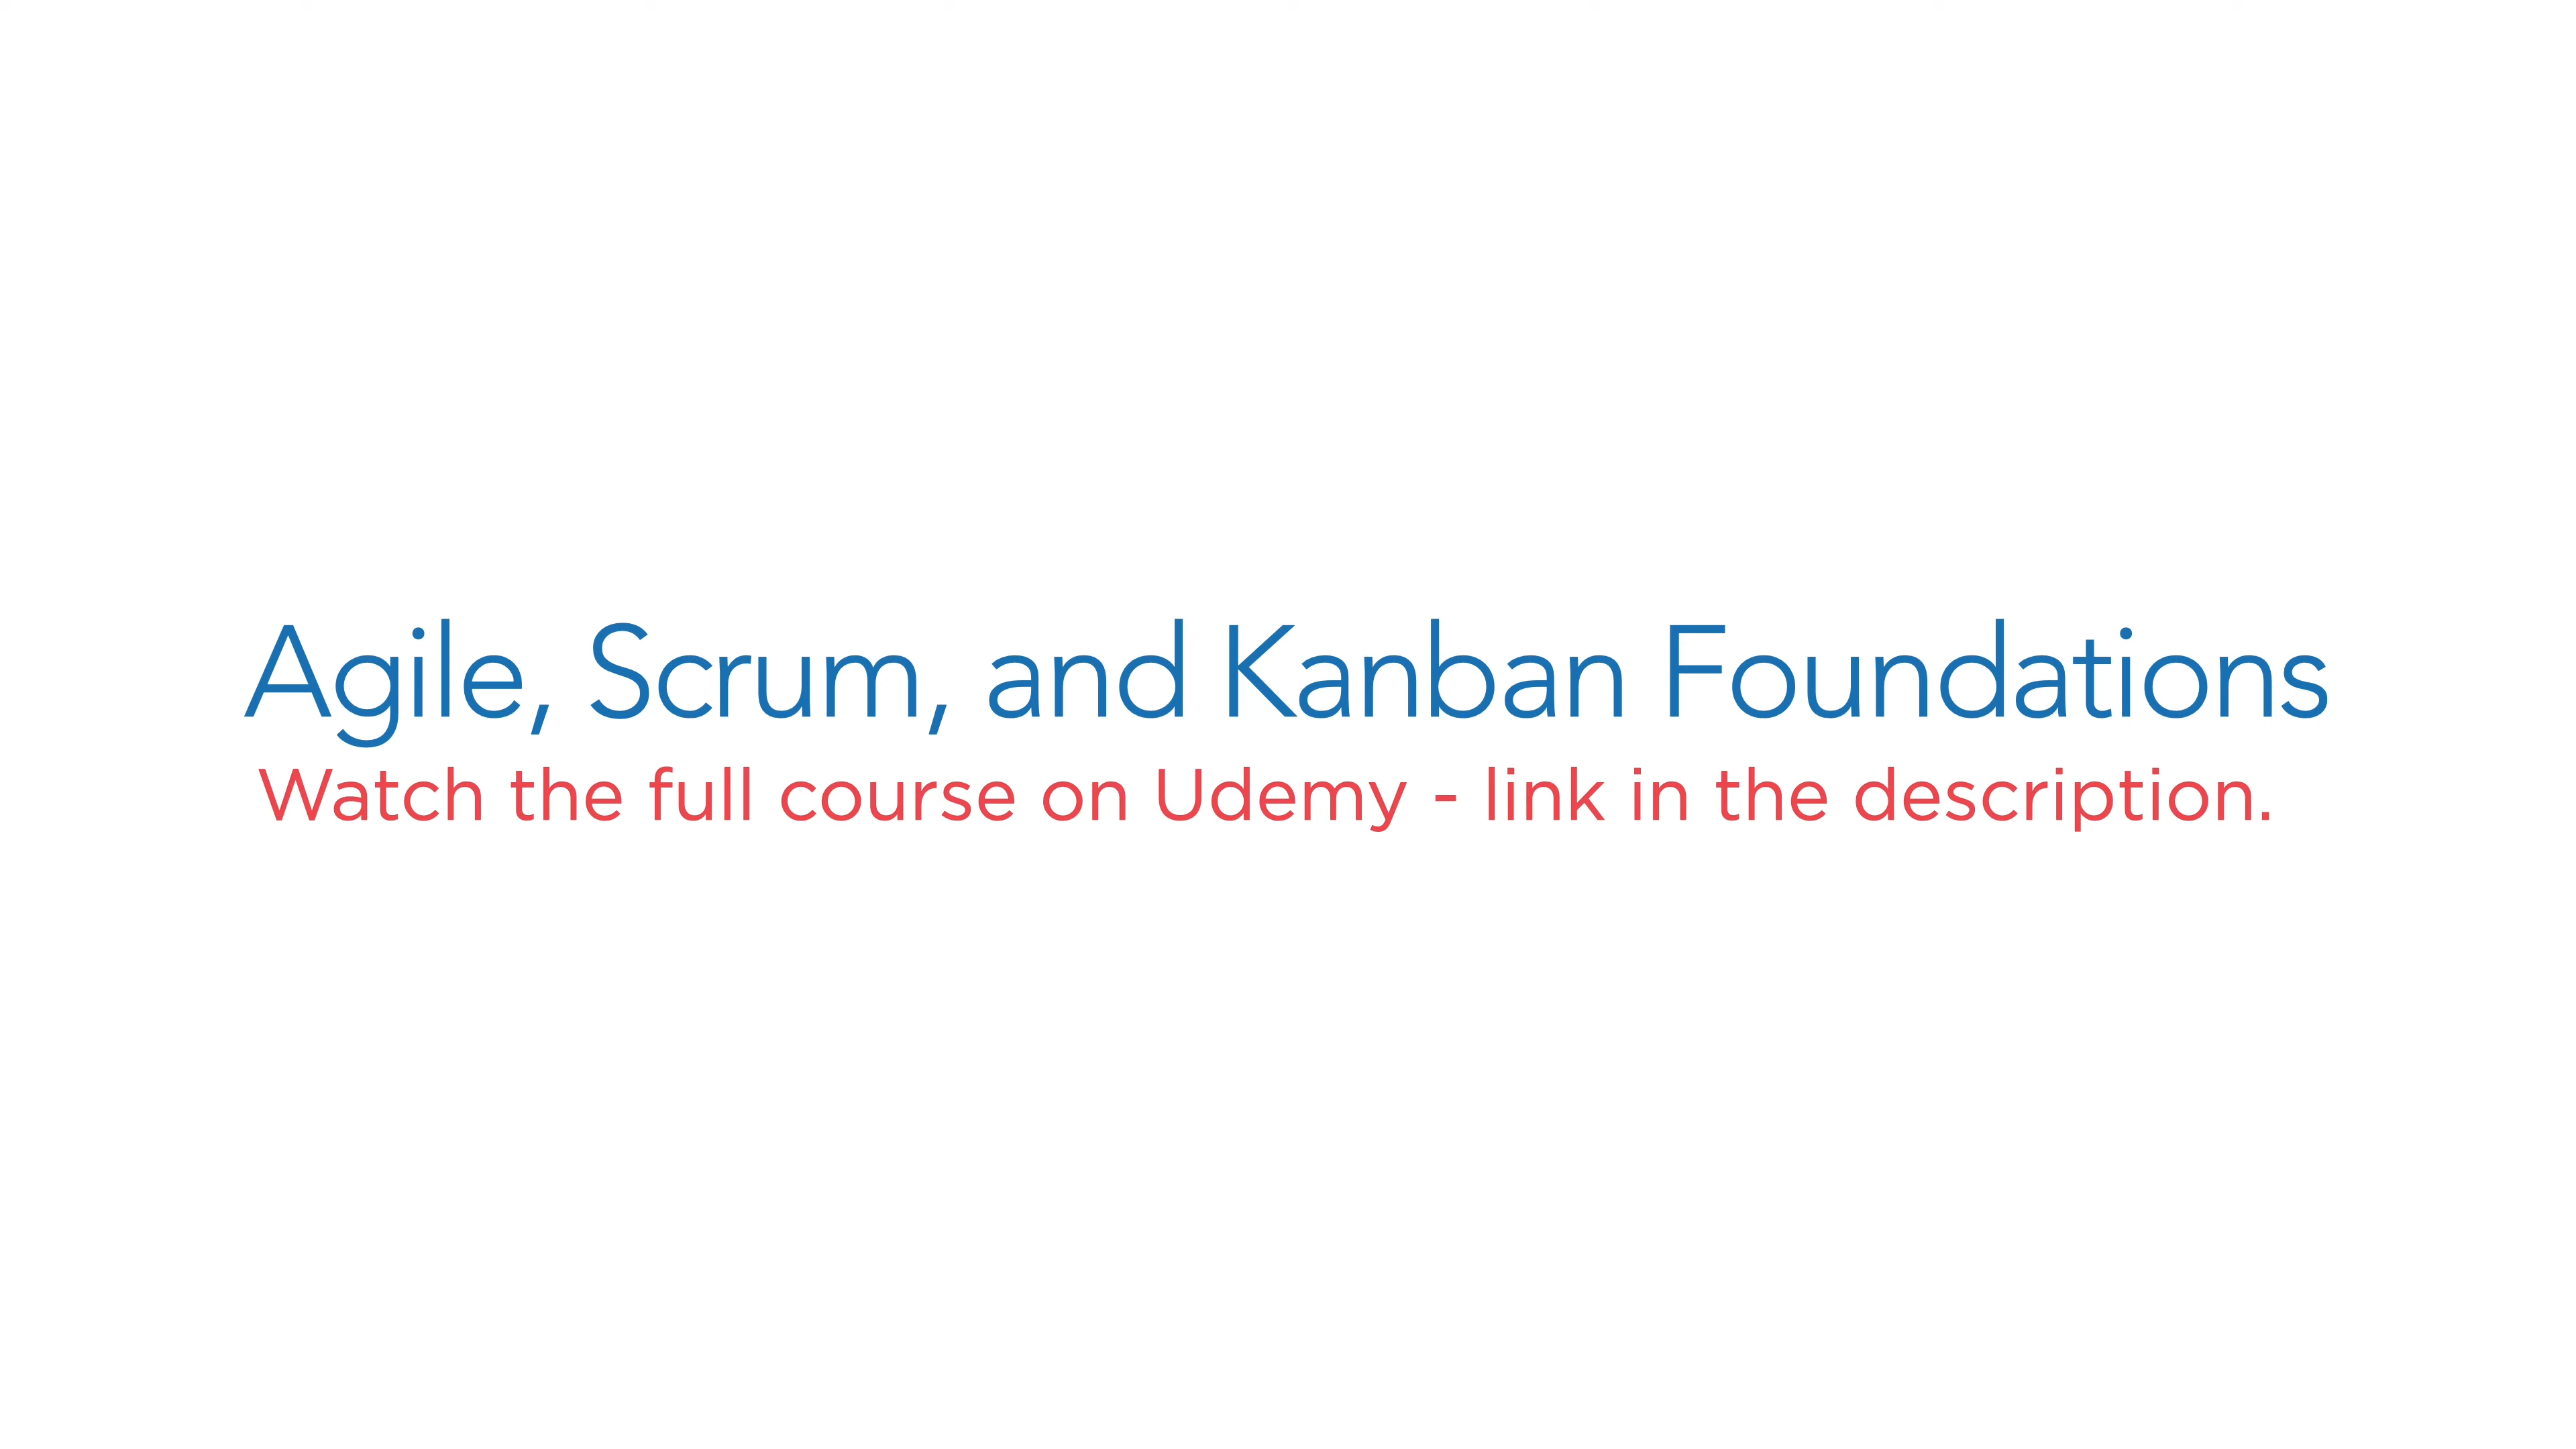 Agile, Scrum, and Kanban Foundations
Watch the full course on Udemy - link in the description.